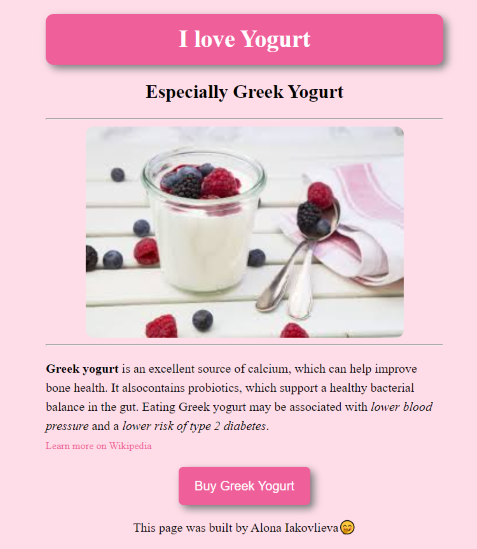 I love Yogurt
Especially Greek Yogurt
Greek yogurt is an excellent source of calcium, which can help improve
bone health. It alsocontains probiotics, which support a healthy bacterial
balance in the gut. Eating Greek yogurt may be associated with lower blood
pressure and a lower risk of type 2 diabetes.
Learn more on Wikipedia
Buy Greek Yogurt
This page was built by Alona Iakovlieva😋